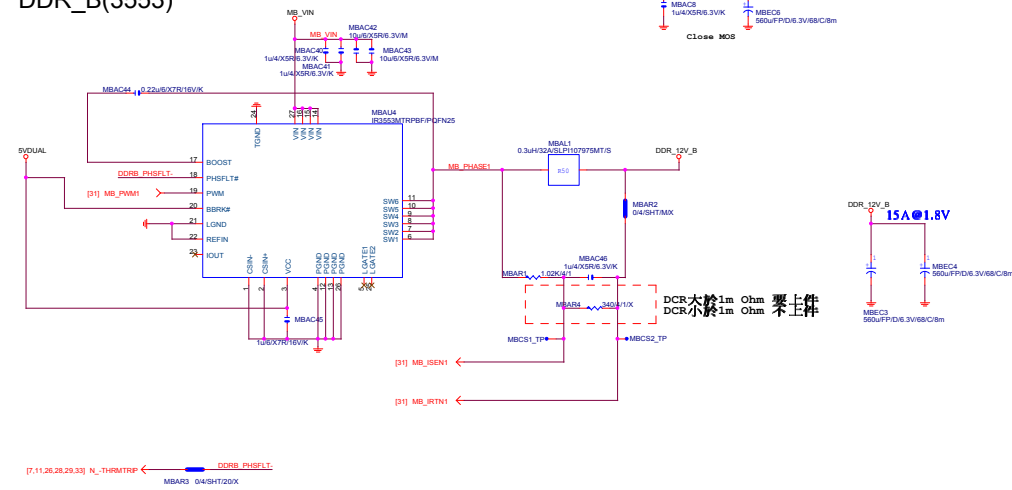 DDR_B(3553)
MBAC8
1u/4/X5R/6.3V/K
MBEC6
560u/FP/D/6.3V/68/C/8m
Close MOS
MB_VIN
MB_VIN
MBAC42
10u/6/X5R/6.3V/M
MBAC40
1u/4/X5R/6.3V/K
MBAC43
10u/6/X5R/6.3V/M
MBAC41
1u/4/X5R/6.3V/K
MBAC44
0.22u/6/X7R/16V/K
MBAU4
IR3553MTRPBF/PQFN25
24
27
16
15
14
TGND
VIN
VIN
VIN
VIN
5VDUAL
17 BOOST
DDRB_PHSFLT- 18 PHSFLT#
[31] MB_PWM1 19 PWM
20 BBRK#
21 LGND
22 REFIN
23 IOUT
SW6 11
SW5 10
SW4 9
SW3 8
SW2 7
SW1 6
CSIN-
CSIN+
VCC
PGND
PGND
PGND
PGND
LGATE1
LGATE2
1
2
3
4
12
13
26
5
MB_PHASE1
MBAL1
0.3uH/32A/SLPI107975MT/S
R50
DDR_12V_B
MBAR2
0/4/SHT/M/X
MBAC46
1u/4/X5R/6.3V/K
MBAR1 1.02K/4/1
MBAR4 340/4/1/X
DCR大於1m Ohm 要上件
DCR小於1m Ohm 不上件
MBCS1_TP
MBCS2_TP
MBAC45
1u/6/X7R/16V/K
[31] MB_ISEN1
[31] MB_IRTN1
DDR_12V_B
15A@1.8V
1
1
MBEC4
560u/FP/D/6.3V/68/C/8m
MBEC3
560u/FP/D/6.3V/68/C/8m
[7,11,26,28,29,33] N_-THRMTRIP
DDRB_PHSFLT-
MBAR3 0/4/SHT/20/X